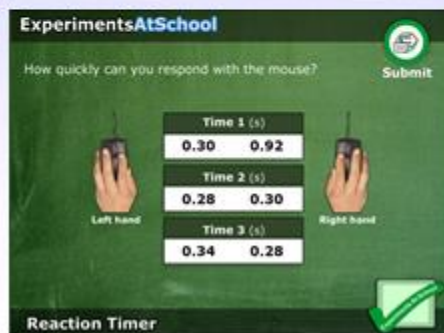 ExperimentsAtSchool
How quickly can you respond with the mouse?
Submit
Time 1 (s)
0.30 0.92
Time 2 (s)
0.28 0.30
Left hand
Right hand
Time 3 (s)
0.34 0.28
Reaction Timer